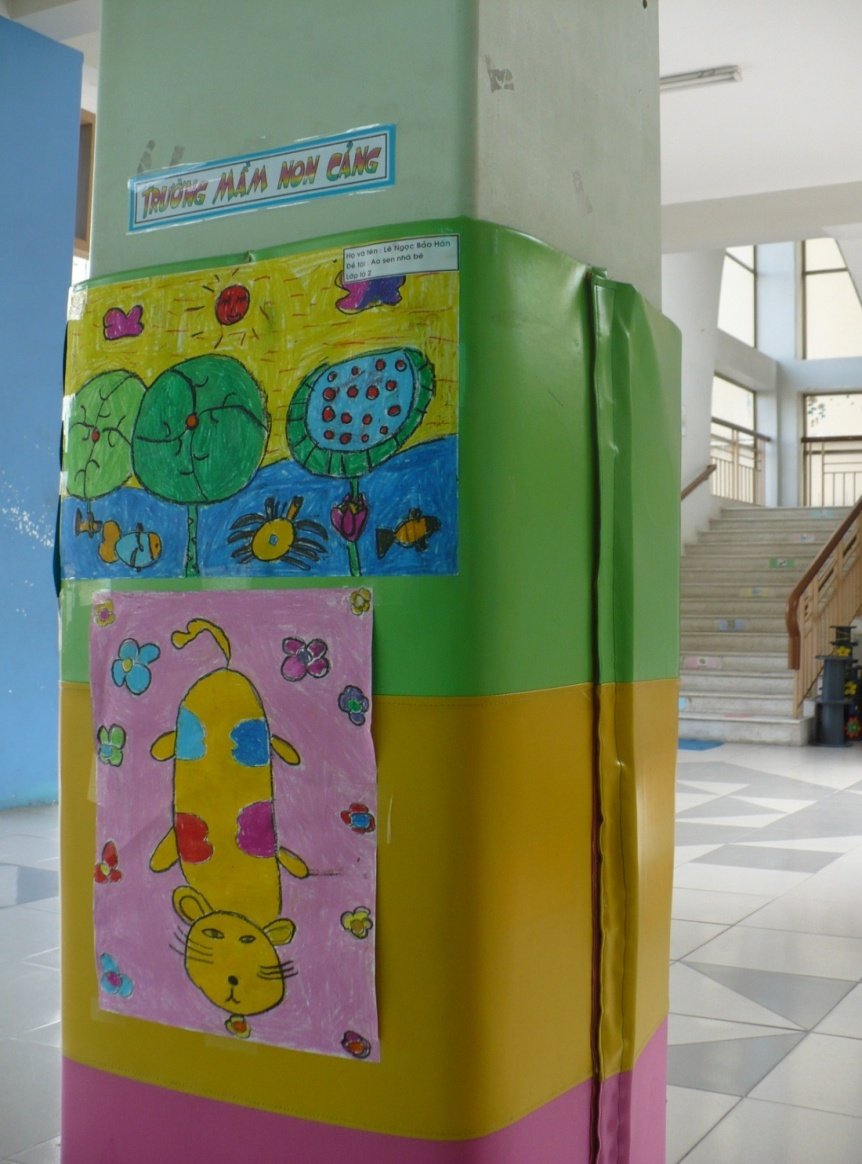 TRƯỜNG MẦM NON CẢNG
Họ và tên : Lê Ngọc Bảo Hân
Đề tài : Ao sen nhà bé
Lớp lá 2